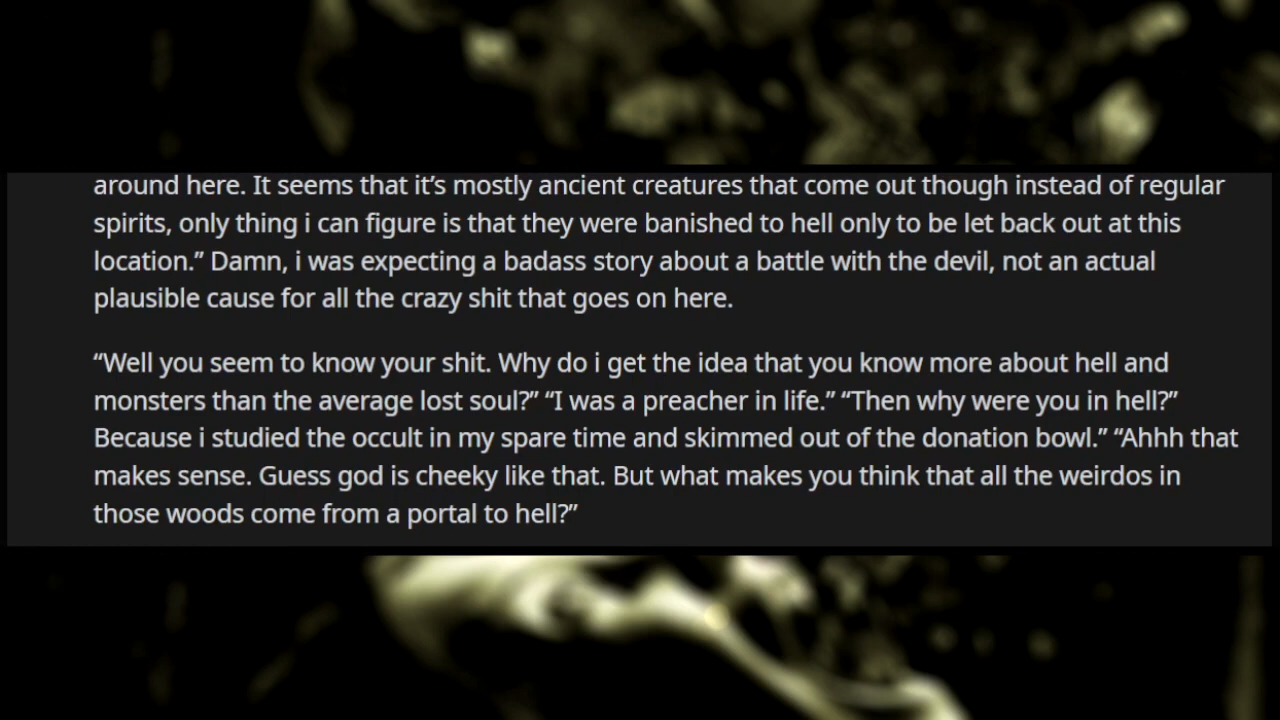 around here. It seems that it’s mostly ancient creatures that come out though instead of regular
spirits, only thing i can figure is that they were banished to hell only to be let back out at this
location.” Damn, i was expecting a badass story about a battle with the devil, not an actual
plausible cause for all the crazy shit that goes on here.
“Well you seem to know your shit. Why do i get the idea that you know more about hell and
monsters than the average lost soul?” “I was a preacher in life.” “Then why were you in hell?”
Because i studied the occult in my spare time and skimmed out of the donation bowl.” “Ahhh that
makes sense. Guess god is cheeky like that. But what makes you think that all the weirdos in
those woods come from a portal to hell?”